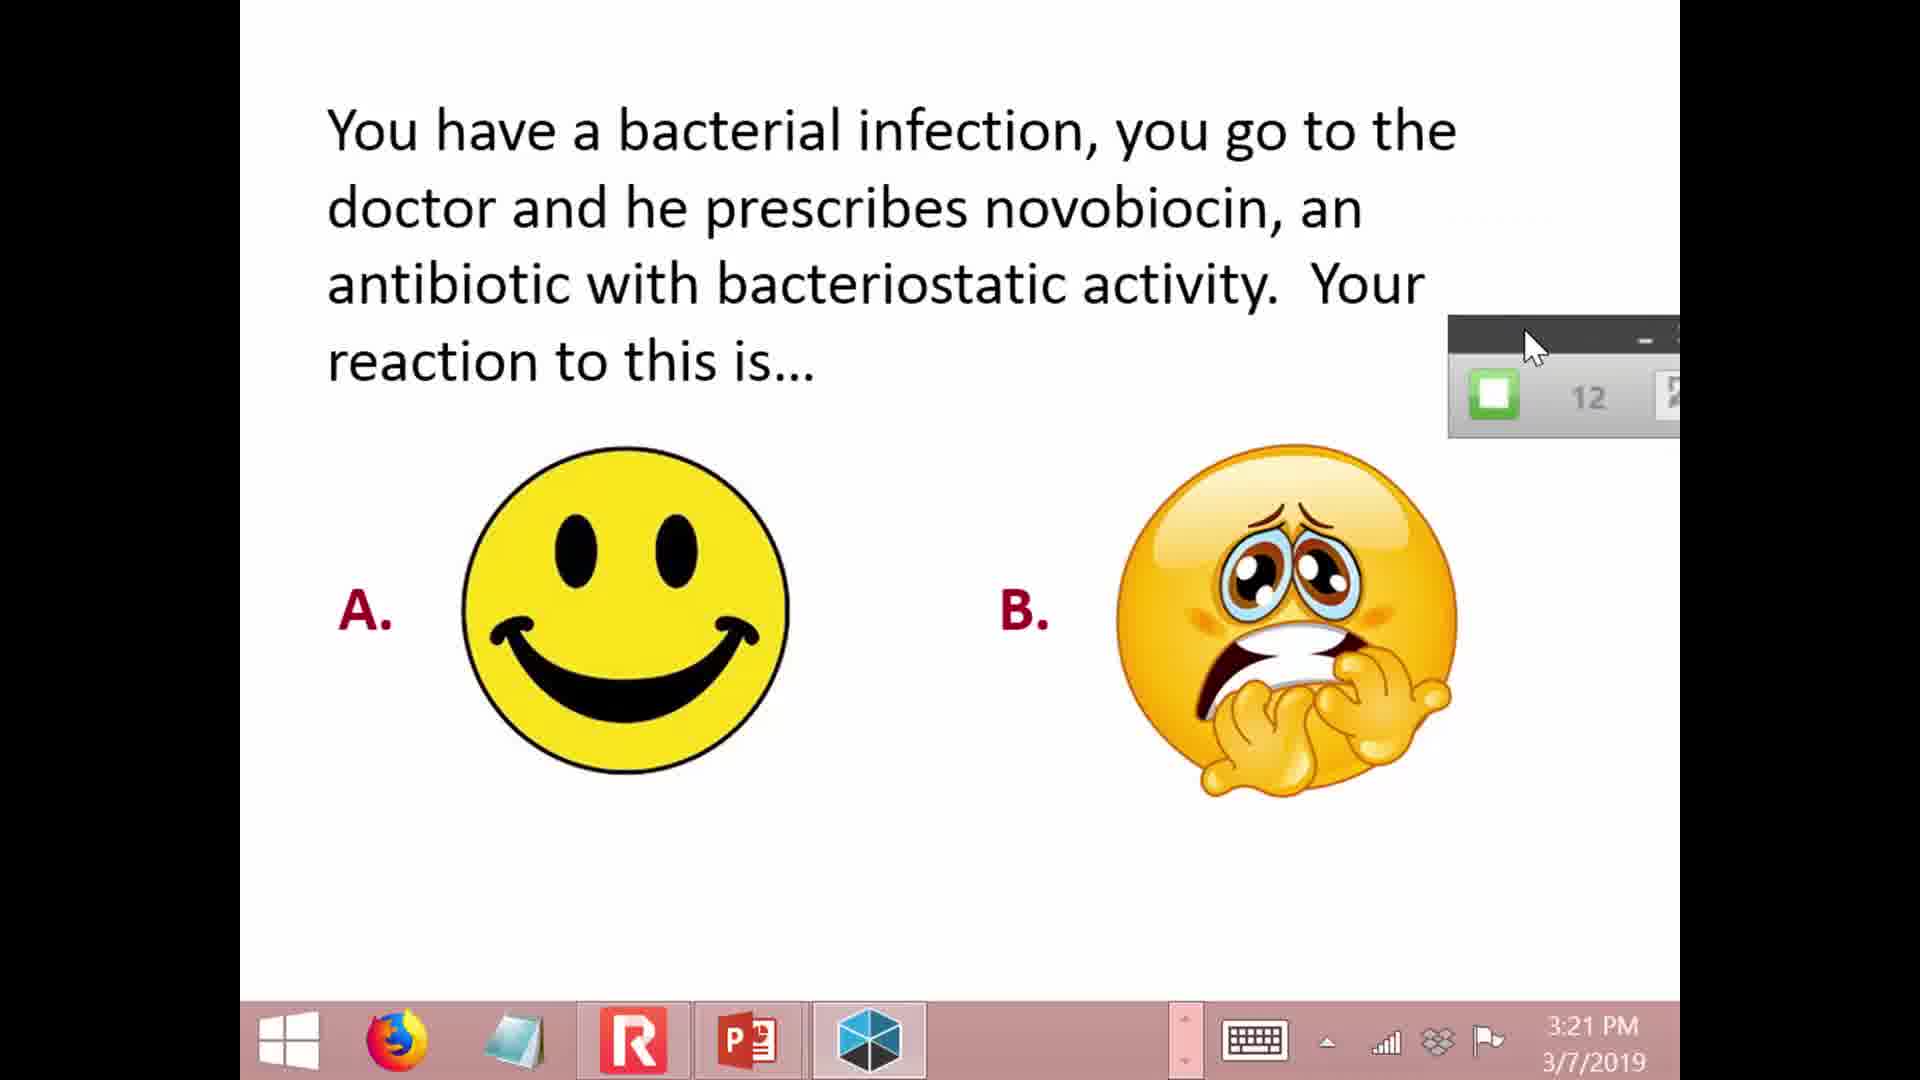 You have a bacterial infection, you go to the
doctor and he prescribes novobiocin, an
antibiotic with bacteriostatic activity.  Your
reaction to this is...
12
A.
B.
R
P
3:21 PM
3/7/2019